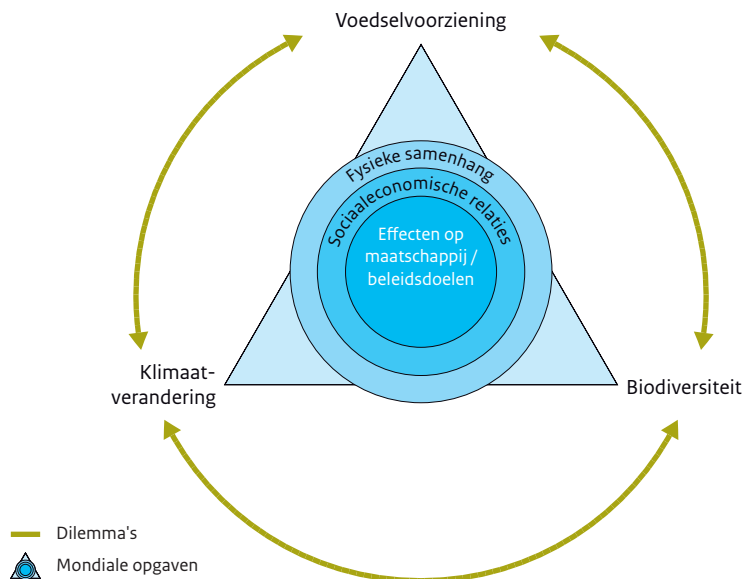 Voedselvoorziening
Fysieke samenhang
Sociaaleconomische relaties
Effecten op
maatschappij /
beleidsdoelen
Klimaat-
verandering
Biodiversiteit
Dilemma's
Mondiale opgaven